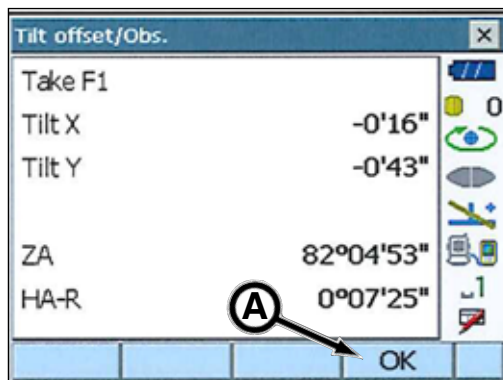 Tilt offset/Obs.
Take F1
0
Tilt X -0'16"
Tilt Y -0'43"
ZA 82°04'53"
HA-R 0°07'25"
1
A
OK